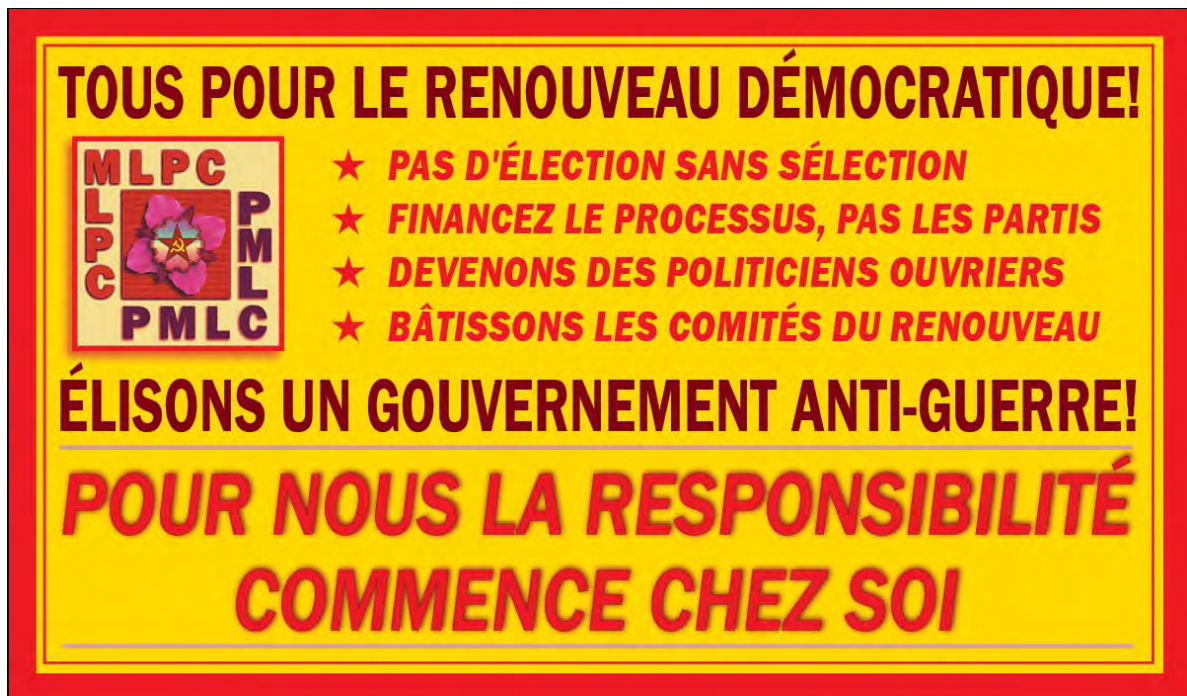 TOUS POUR LE RENOUVEAU DÉMOCRATIQUE!
MLPC
MLPC
PMLC
PMLC
★ PAS D'ÉLECTION SANS SÉLECTION
★ FINANCEZ LE PROCESSUS, PAS LES PARTIS
★ DEVENONS DES POLITICIENS OUVRIERS
★ BÂTISSONS LES COMITÉS DU RENOUVEAU
ÉLISONS UN GOUVERNEMENT ANTI-GUERRE!
POUR NOUS LA RESPONSIBILITÉ
COMMENCE CHEZ SOI